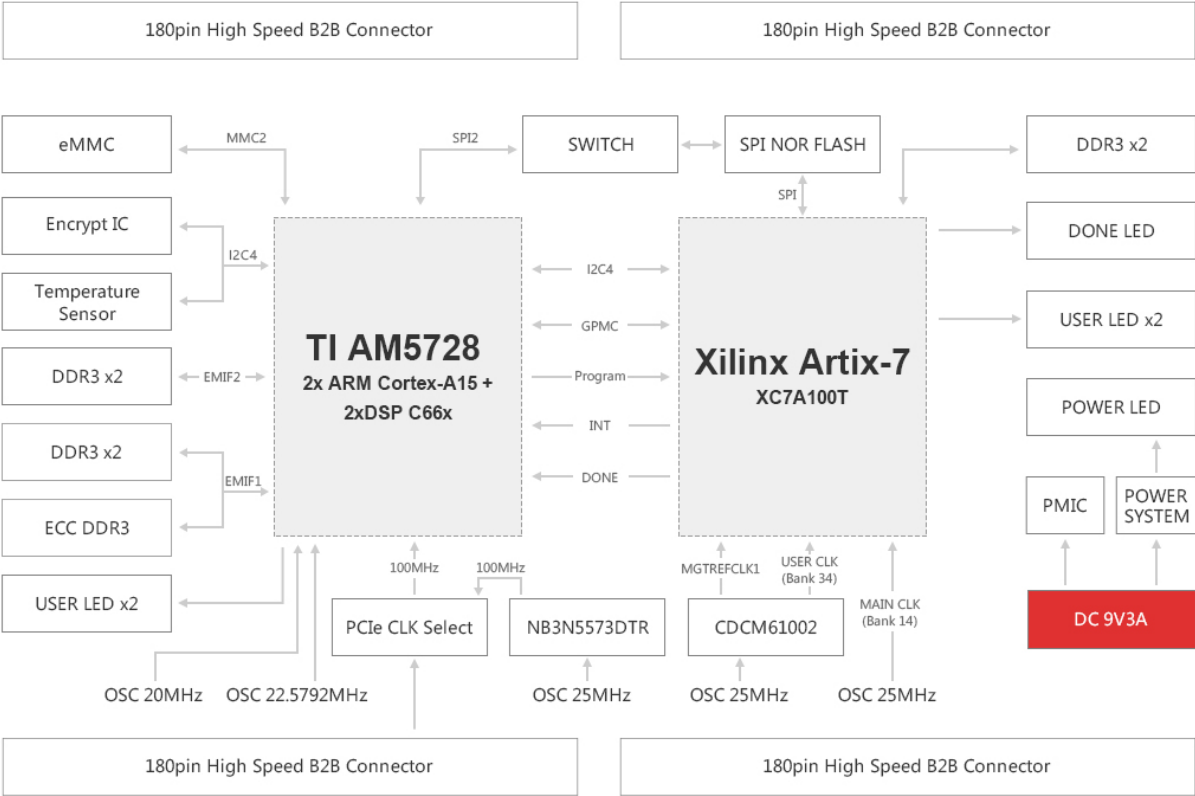 180pin High Speed B2B Connector
180pin High Speed B2B Connector
eMMC
MMC2
SPI2
SWITCH
SPI NOR FLASH
DDR3 x2
SPI
Encrypt IC
I2C4
Temperature
Sensor
DONE LED
I2C4
GPMC
USER LED x2
TI AM5728
2x ARM Cortex-A15 +
2xDSP C66x
Xilinx Artix-7
XC7A100T
DDR3 x2
EMIF2
Program
POWER LED
INT
DDR3 x2
EMIF1
DONE
ECC DDR3
PMIC
POWER
SYSTEM
USER LED x2
100MHz
100MHz
MGTREFCLK1
USER CLK
(Bank 34)
MAIN CLK
(Bank 14)
PCIe CLK Select
NB3N5573DTR
CDCM61002
DC 9V3A
OSC 20MHz
OSC 22.5792MHz
OSC 25MHz
OSC 25MHz
OSC 25MHz
180pin High Speed B2B Connector
180pin High Speed B2B Connector